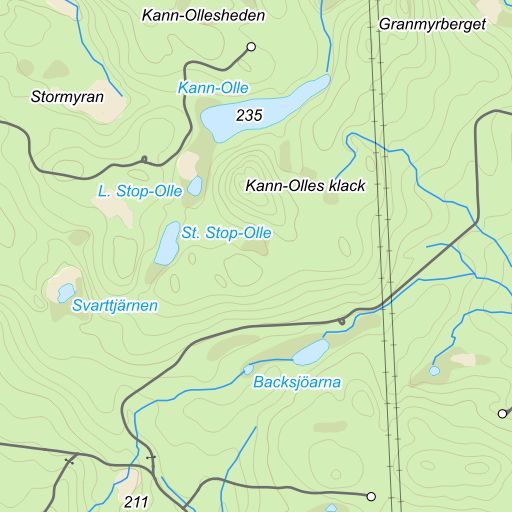 Kann-Ollesheden
Granmyrberget
Kann-Olle
Stormyran
235
L. Stop-Olle
Kann-Olles klack
St. Stop-Olle
Svarttjärnen
Backsjöarna
211